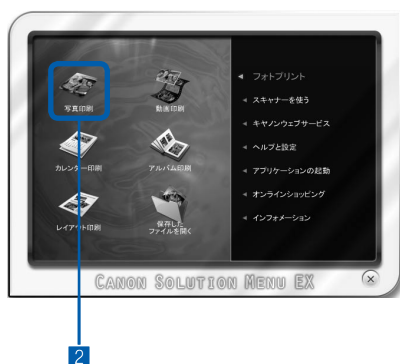 写真印刷
動画印刷
カレンダー印刷
アルバム印刷
レイアウト印刷
保存した
ファイルを開く
フォトプリント
スキャナーを使う
キヤノンウェブサービス
ヘルプと設定
アプリケーションの起動
オンラインショッピング
インフォメーション
CANON SOLUTION MENU EX
2